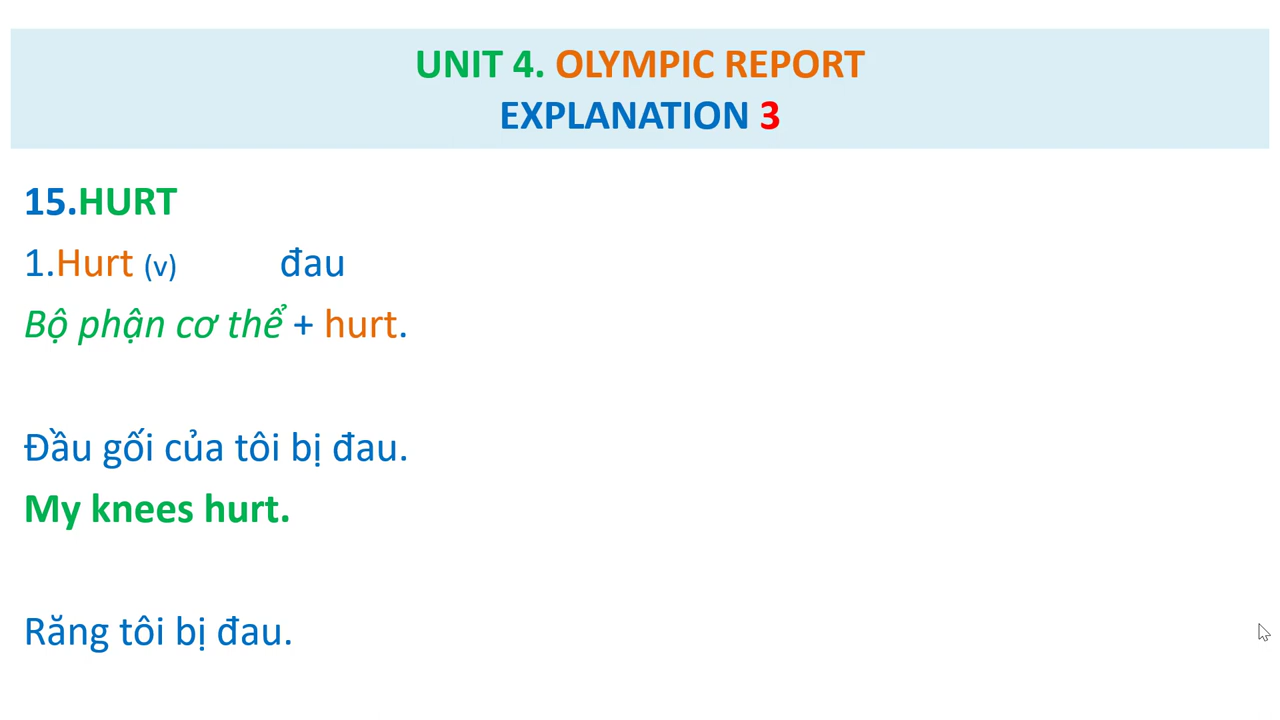 UNIT 4. OLYMPIC REPORT
EXPLANATION 3
15.HURT
1.Hurt (v) đau
Bộ phận cơ thể + hurt.
Đầu gối của tôi bị đau.
My knees hurt.
Răng tôi bị đau.